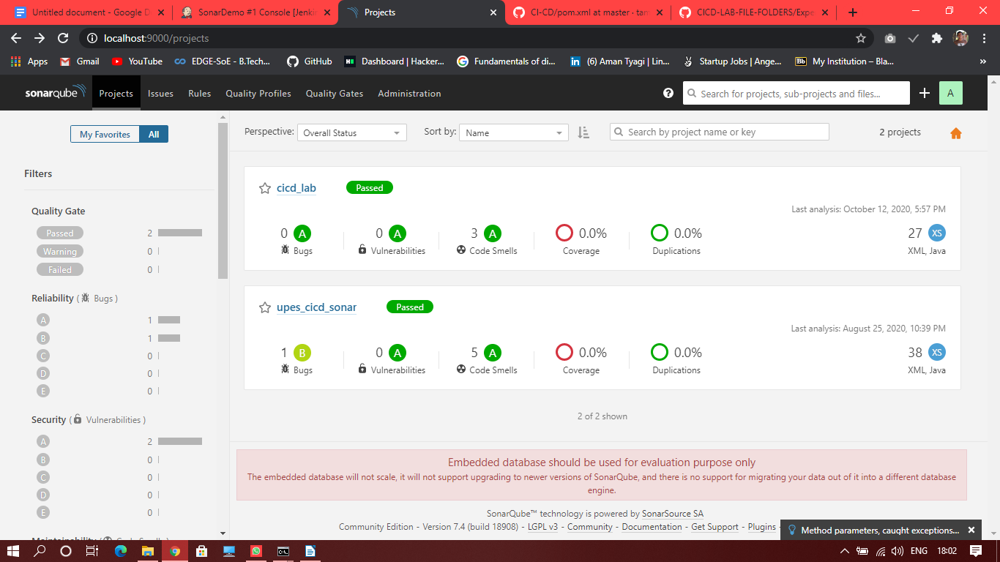 Untitled document - Google D
SonarDemo #1 Console [Jenki
Projects
CI-CD/pom.xml at master · tam
CICD-LAB-FILE-FOLDERS/Expe
localhost:9000/projects
Apps
Gmail
YouTube
EDGE-SoE - B.Tech...
GitHub
Dashboard | Hacker...
Fundamentals of di...
(6) Aman Tyagi | Lin...
Startup Jobs | Ange...
My Institution – Bla...
»
sonarqube
Projects
Issues
Rules
Quality Profiles
Quality Gates
Administration
Search for projects, sub-projects and files...
A
My Favorites
All
Perspective:
Overall Status
Sort by:
Name
Search by project name or key
2 projects
Filters
Quality Gate
Passed 2
Warning 0
Failed 0
Reliability ( Bugs )
A 1
B 1
C 0
D 0
E 0
Security ( Vulnerabilities )
A 2
B 0
C 0
D 0
E 0
cicd_lab
Passed
Last analysis: October 12, 2020, 5:57 PM
0 A
Bugs
0 A
Vulnerabilities
3 A
Code Smells
0.0%
Coverage
0.0%
Duplications
27 XS
XML, Java
upes_cicd_sonar
Passed
Last analysis: August 25, 2020, 10:39 PM
1 B
Bugs
0 A
Vulnerabilities
5 A
Code Smells
0.0%
Coverage
0.0%
Duplications
38 XS
XML, Java
2 of 2 shown
Embedded database should be used for evaluation purpose only
The embedded database will not scale, it will not support upgrading to newer versions of SonarQube, and there is no support for migrating your data out of it into a different database
engine.
SonarQube™ technology is powered by SonarSource SA
Community Edition - Version 7.4 (build 18908) - LGPL v3 - Community - Documentation - Get Support - Plugins -
Method parameters, caught exceptions...
ENG
18:02